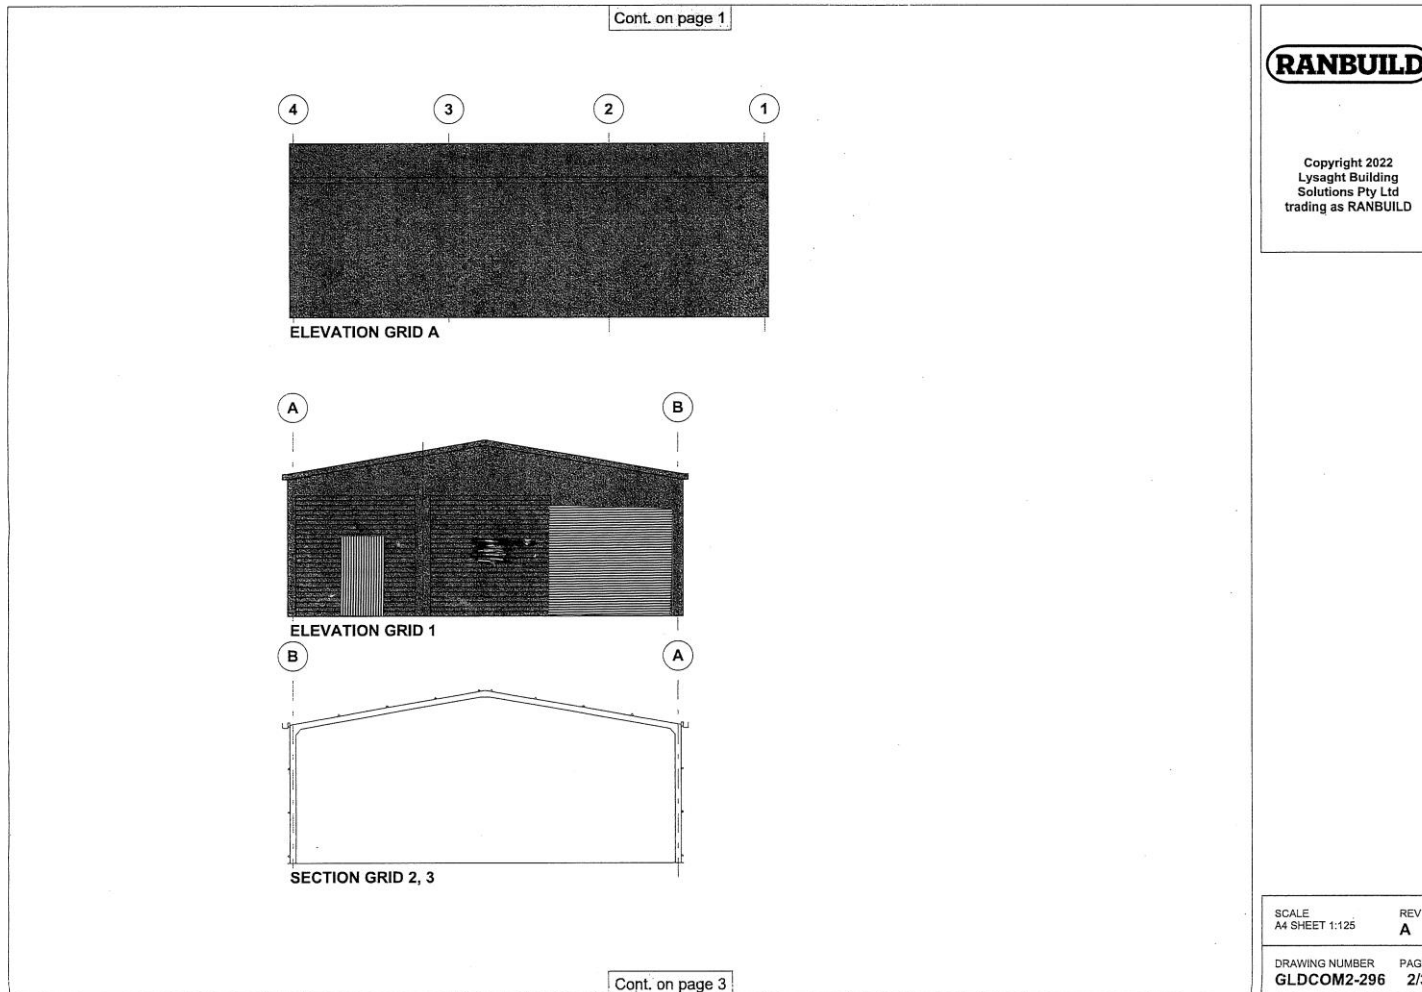 Cont. on page 1
RANBUILD
Copyright 2022
Lysaght Building
Solutions Pty Ltd
trading as RANBUILD
4 3 2 1
ELEVATION GRID A
A B
ELEVATION GRID 1
B A
SECTION GRID 2, 3
SCALE REV
A4 SHEET 1:125 A
DRAWING NUMBER PAG
GLDCOM2-296 2/
Cont. on page 3